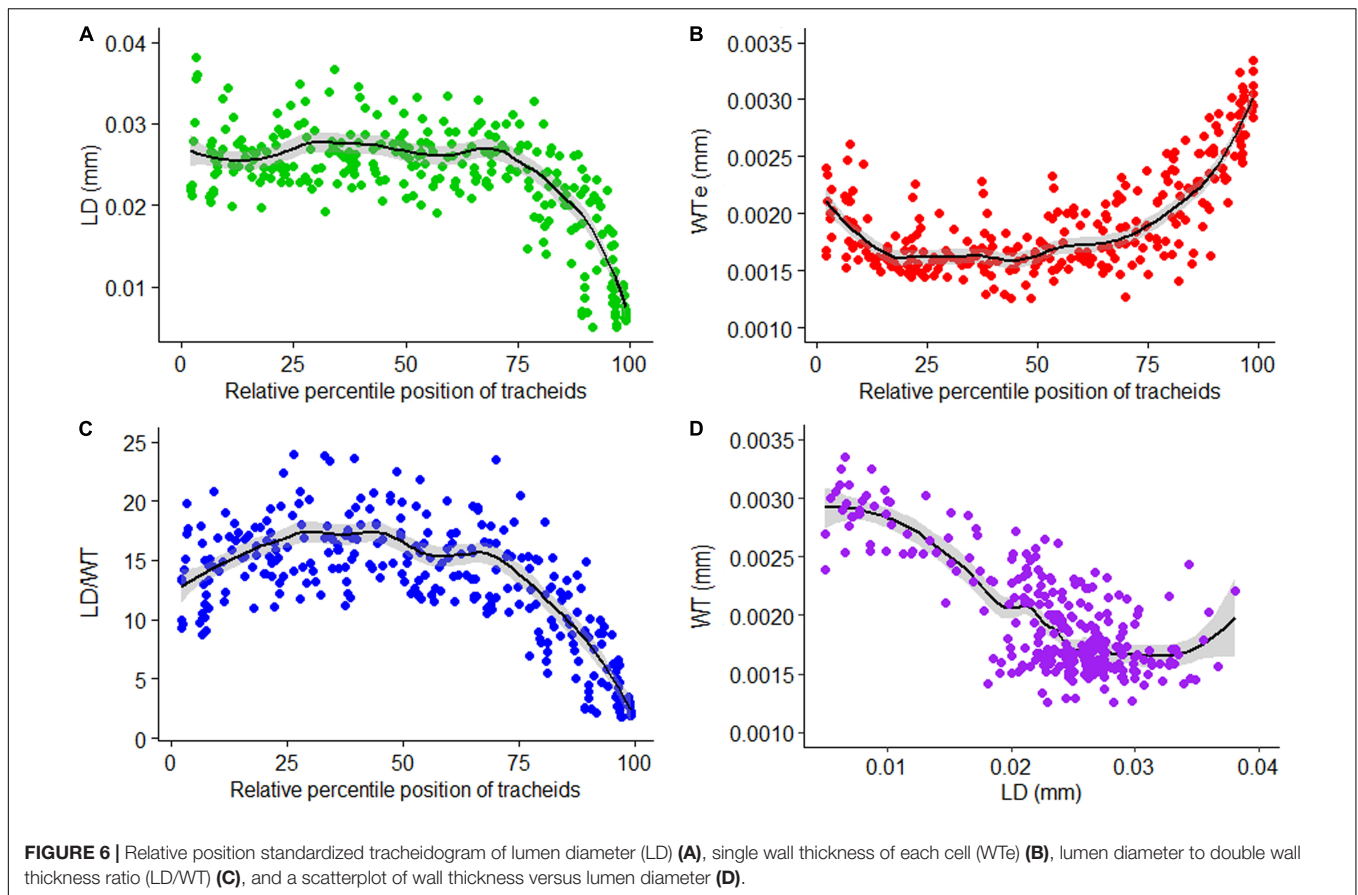 A
LD (mm)
0.04
0.03
0.02
0.01
0 25 50 75 100
Relative percentile position of tracheids
B
WTe (mm)
0.0035
0.0030
0.0025
0.0020
0.0015
0.0010
0 25 50 75 100
Relative percentile position of tracheids
C
LD/WT
25
20
15
10
5
0
0 25 50 75 100
Relative percentile position of tracheids
D
WT (mm)
0.0035
0.0030
0.0025
0.0020
0.0015
0.0010
0.01 0.02 0.03 0.04
LD (mm)
FIGURE 6 | Relative position standardized tracheidogram of lumen diameter (LD) (A), single wall thickness of each cell (WTe) (B), lumen diameter to double wall
thickness ratio (LD/WT) (C), and a scatterplot of wall thickness versus lumen diameter (D).